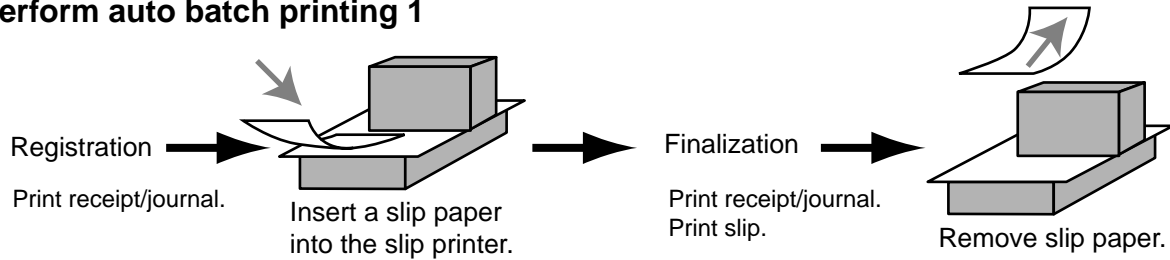 erform auto batch printing 1
Registration
Print receipt/journal.
Insert a slip paper
into the slip printer.
Finalization
Print receipt/journal.
Print slip.
Remove slip paper.